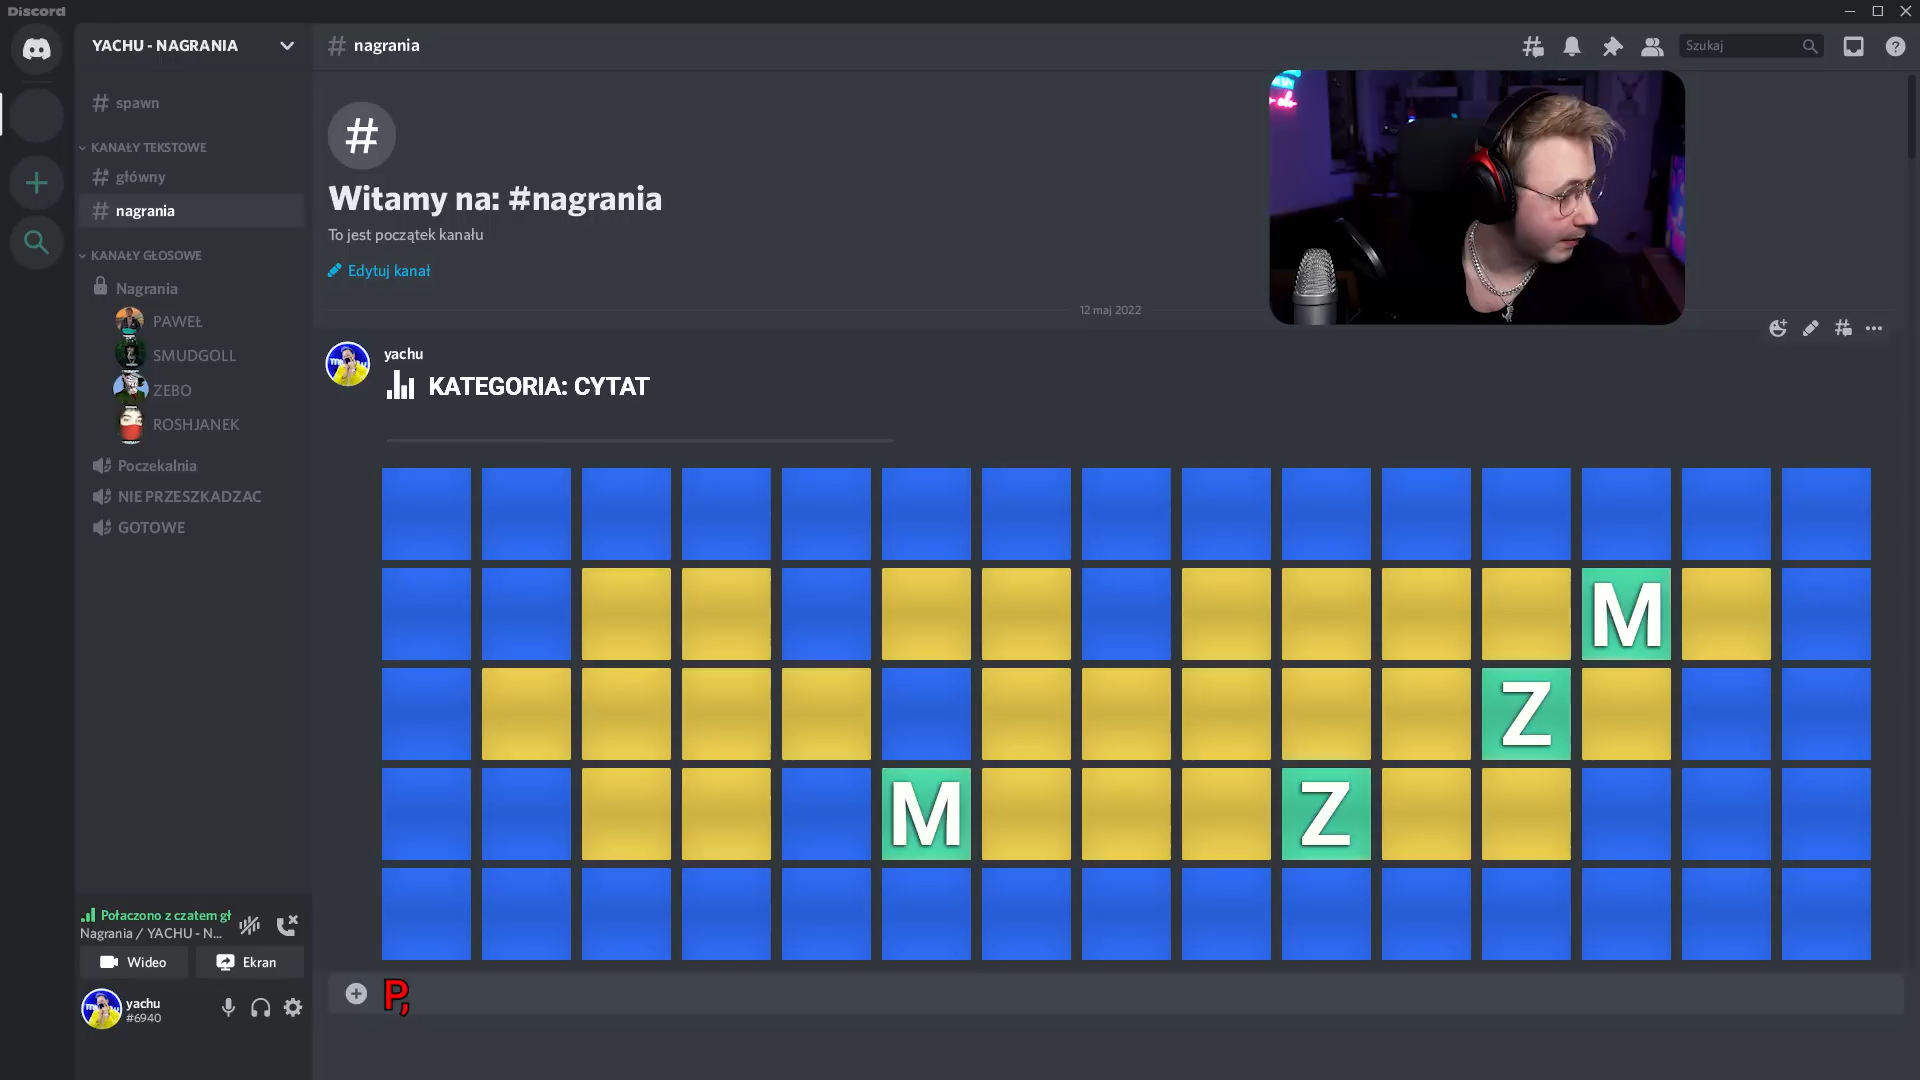 Discord
YACHU - NAGRANIA
nagrania
Szukaj
spawn
KANAŁY TEKSTOWE
główny
nagrania
KANAŁY GŁOSOWE
Nagrania
PAWEŁ
SMUDGOLL
ZEBO
ROSHJANEK
Poczekalnia
NIE PRZESZKADZAC
GOTOWE
#
Witamy na: #nagrania
To jest początek kanału
Edytuj kanał
12 maj 2022
yachu
KATEGORIA: CYTAT
M
Z
M Z
P,
Połaczono z czatem gł
Nagrania / YACHU - N...
Wideo
Ekran
yachu
#6940